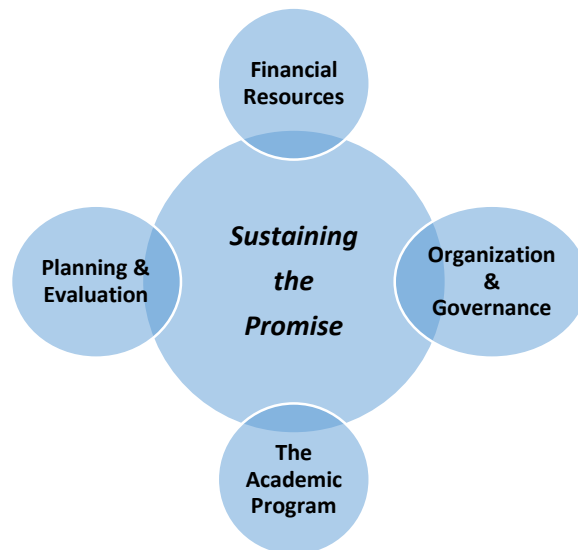 Financial
Resources
Planning &
Evaluation
Sustaining
the
Promise
Organization
&
Governance
The
Academic
Program